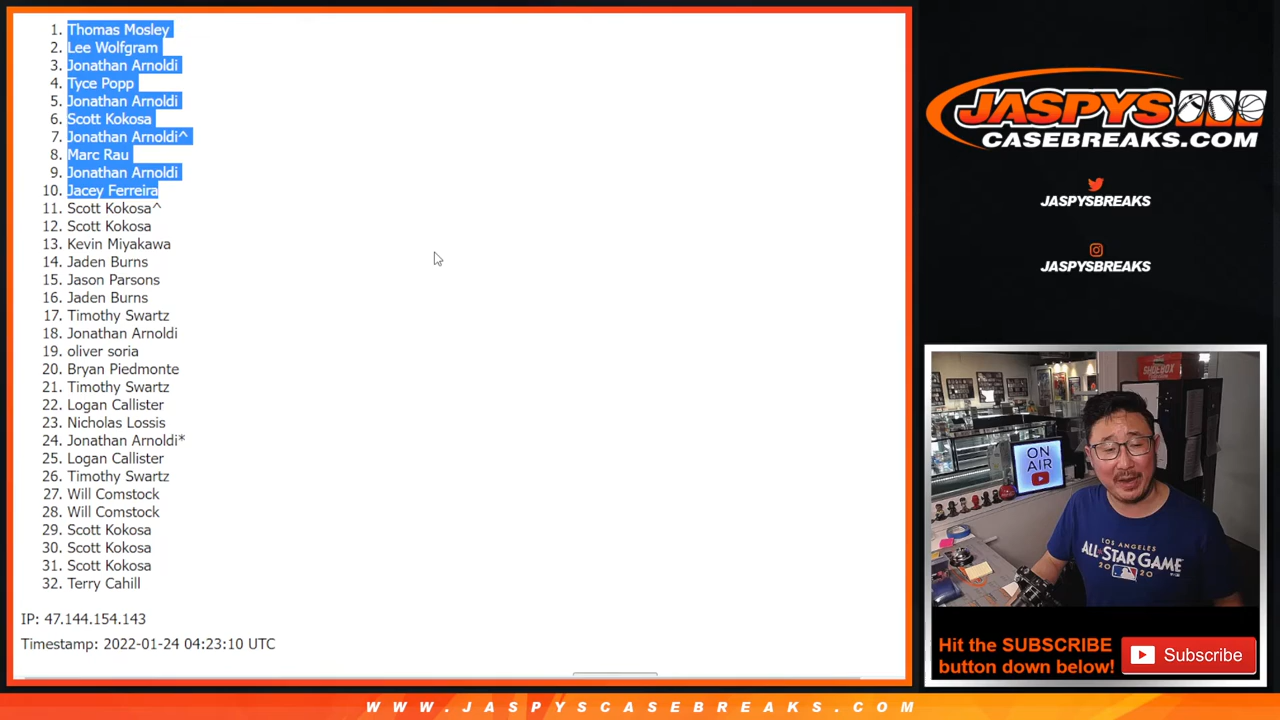 1. Thomas Mosley
2. Lee Wolfgram
3. Jonathan Arnoldi
4. Tyce Popp
5. Jonathan Arnoldi
6. Scott Kokosa
7. Jonathan Arnoldi^
8. Marc Rau
9. Jonathan Arnoldi
10. Jacey Ferreira
11. Scott Kokosa^
12. Scott Kokosa
13. Kevin Miyakawa
14. Jaden Burns
15. Jason Parsons
16. Jaden Burns
17. Timothy Swartz
18. Jonathan Arnoldi
19. oliver soria
20. Bryan Piedmonte
21. Timothy Swartz
22. Logan Callister
23. Nicholas Lossis
24. Jonathan Arnoldi*
25. Logan Callister
26. Timothy Swartz
27. Will Comstock
28. Will Comstock
29. Scott Kokosa
30. Scott Kokosa
31. Scott Kokosa
32. Terry Cahill
IP: 47.144.154.143
Timestamp: 2022-01-24 04:23:10 UTC
JASPYS
CASEBREAKS.COM
JASPYSBREAKS
JASPYSBREAKS
SHOEBOX
ON
AIR
LOS ANGELES
ALL STAR GAME
2020
Hit the SUBSCRIBE
button down below!
Subscribe
WWW.JASPYSCASEBREAKS.COM